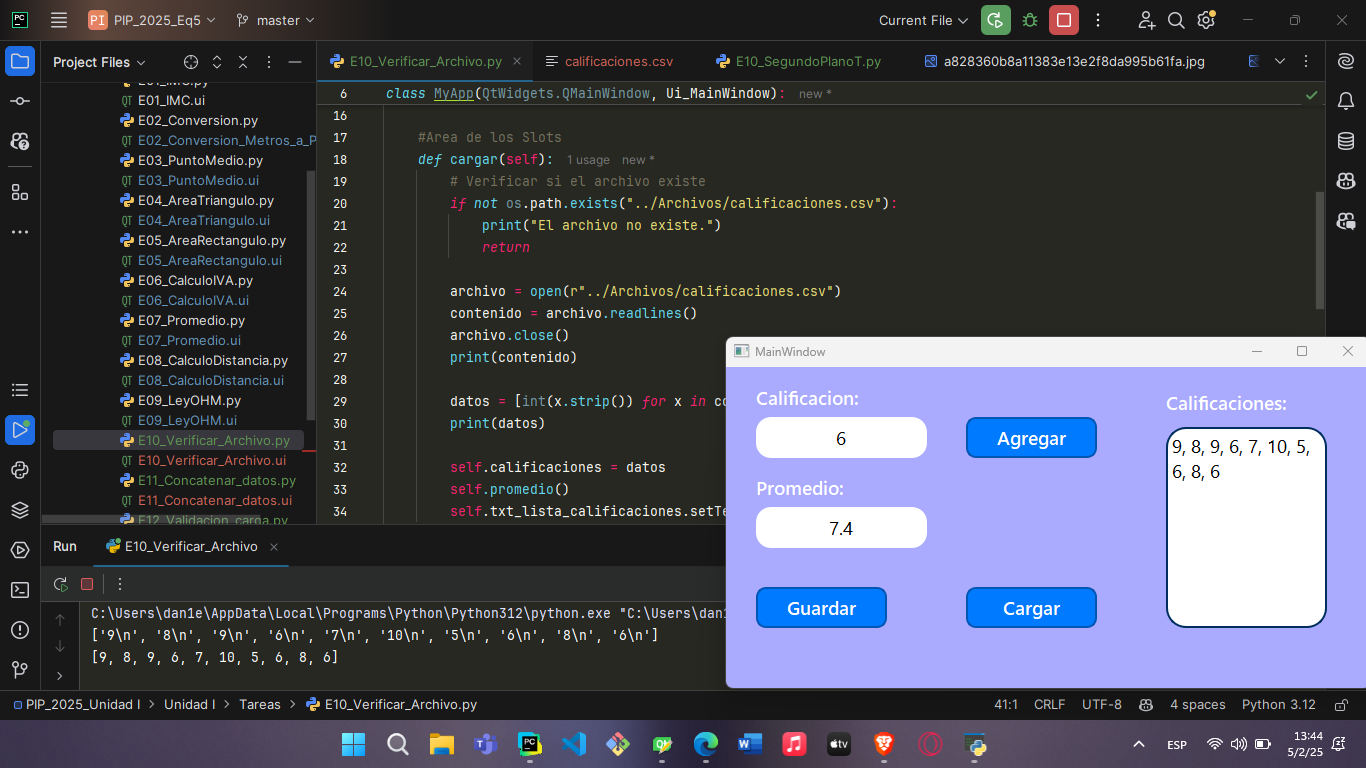 PC
PI PIP_2025_Eq5 master Current File
Project Files
E10_Verificar_Archivo.py calificaciones.csv E10_SegundoPlanoT.py a828360b8a11383e13e2f8da995b61fa.jpg
E01_IMC.ui
E02_Conversion.py
E02_Conversion_Metros_a_P
E03_PuntoMedio.py
E03_PuntoMedio.ui
E04_AreaTriangulo.py
E04_AreaTriangulo.ui
E05_AreaRectangulo.py
E05_AreaRectangulo.ui
E06_CalculoIVA.py
E06_CalculoIVA.ui
E07_Promedio.py
E07_Promedio.ui
E08_CalculoDistancia.py
E08_CalculoDistancia.ui
E09_LeyOHM.py
E09_LeyOHM.ui
E10_Verificar_Archivo.py
E10_Verificar_Archivo.ui
E11_Concatenar_datos.py
E11_Concatenar_datos.ui
E12_Validacion_carga.py
6 class MyApp(QtWidgets.QMainWindow, Ui_MainWindow): new *
16
17 #Area de los Slots
18 def cargar(self): 1 usage new *
19 # Verificar si el archivo existe
20 if not os.path.exists("../Archivos/calificaciones.csv"):
21 print("El archivo no existe.")
22 return
23
24 archivo = open(r"../Archivos/calificaciones.csv")
25 contenido = archivo.readlines()
26 archivo.close()
27 print(contenido)
28
29 datos = [int(x.strip()) for x in co
30 print(datos)
31
32 self.calificaciones = datos
33 self.promedio()
34 self.txt_lista_calificaciones.setTe
MainWindow
Calificacion:
6
Agregar
Promedio:
7.4
Guardar
Cargar
Calificaciones:
9, 8, 9, 6, 7, 10, 5,
6, 8, 6
Run E10_Verificar_Archivo
C:\Users\dan1e\AppData\Local\Programs\Python\Python312\python.exe "C:\Users\dan1
['9\n', '8\n', '9\n', '6\n', '7\n', '10\n', '5\n', '6\n', '8\n', '6\n']
[9, 8, 9, 6, 7, 10, 5, 6, 8, 6]
PIP_2025_Unidad I > Unidad I > Tareas > E10_Verificar_Archivo.py 41:1 CRLF UTF-8 4 spaces Python 3.12
PC
tv
ESP
13:44
5/2/25